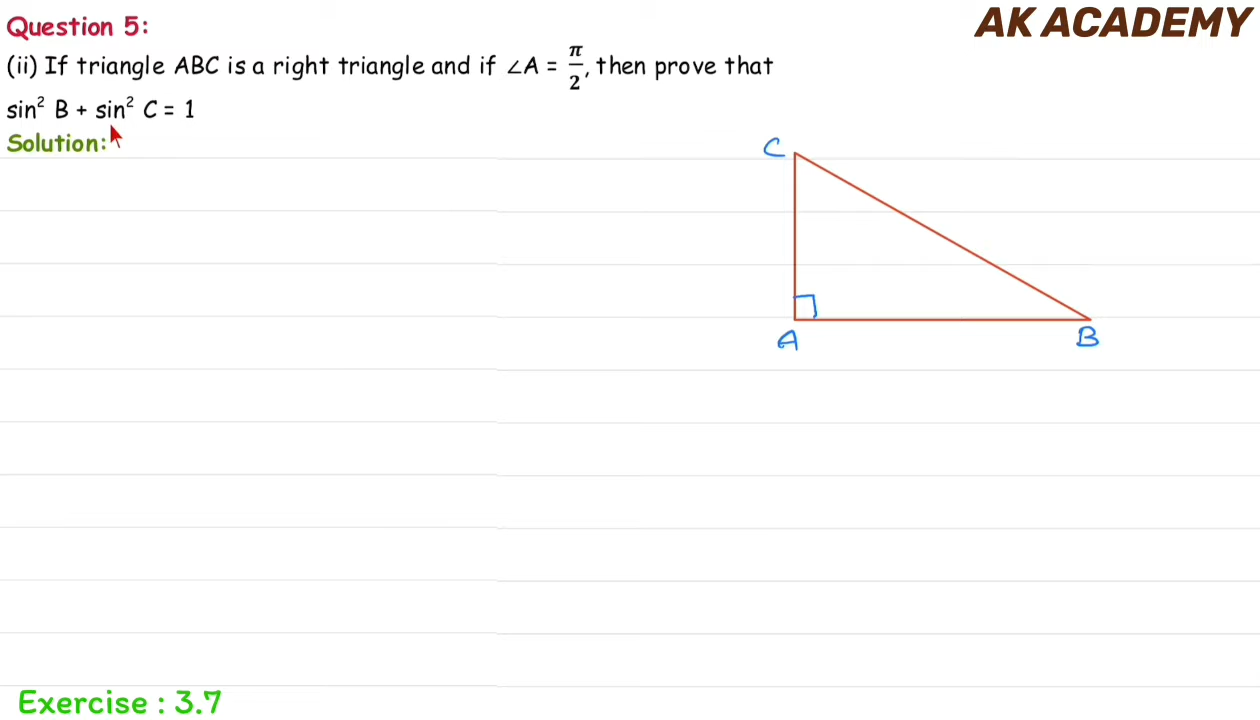 AK ACADEMY
Question 5:
(ii) If triangle ABC is a right triangle and if ∠A = π/2, then prove that
sin² B + sin² C = 1
Solution:
C
A
B
Exercise : 3.7